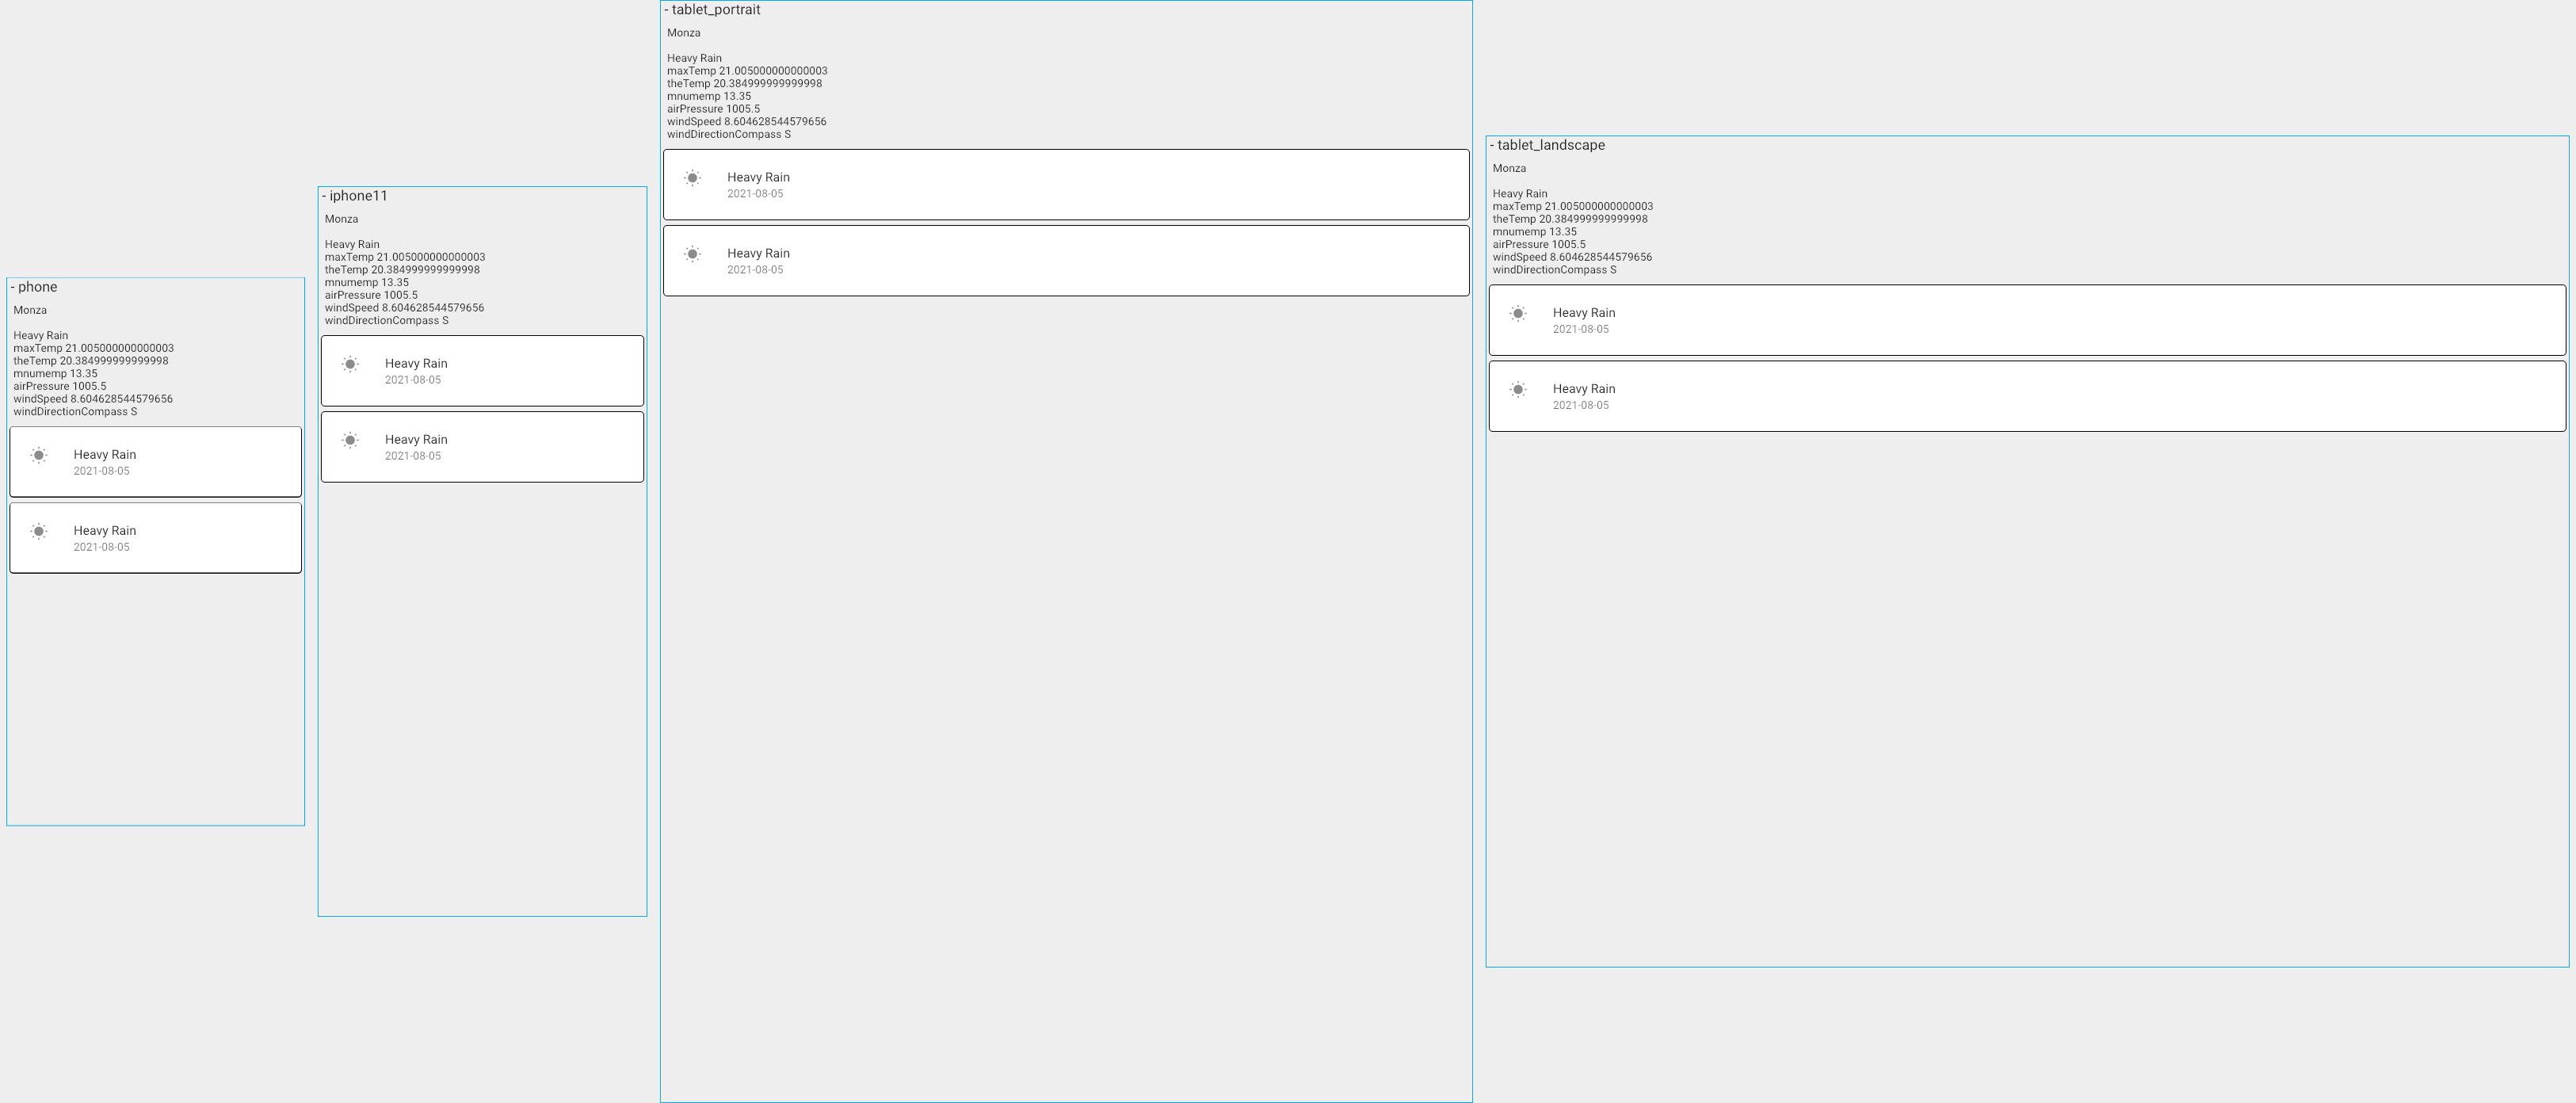 - phone
Monza
Heavy Rain
maxTemp 21.005000000000003
theTemp 20.384999999999998
mnumemp 13.35
airPressure 1005.5
windSpeed 8.604628544579656
windDirectionCompass S
Heavy Rain
2021-08-05
Heavy Rain
2021-08-05
- iphone11
Monza
Heavy Rain
maxTemp 21.005000000000003
theTemp 20.384999999999998
mnumemp 13.35
airPressure 1005.5
windSpeed 8.604628544579656
windDirectionCompass S
Heavy Rain
2021-08-05
Heavy Rain
2021-08-05
- tablet_portrait
Monza
Heavy Rain
maxTemp 21.005000000000003
theTemp 20.384999999999998
mnumemp 13.35
airPressure 1005.5
windSpeed 8.604628544579656
windDirectionCompass S
Heavy Rain
2021-08-05
Heavy Rain
2021-08-05
- tablet_landscape
Monza
Heavy Rain
maxTemp 21.005000000000003
theTemp 20.384999999999998
mnumemp 13.35
airPressure 1005.5
windSpeed 8.604628544579656
windDirectionCompass S
Heavy Rain
2021-08-05
Heavy Rain
2021-08-05